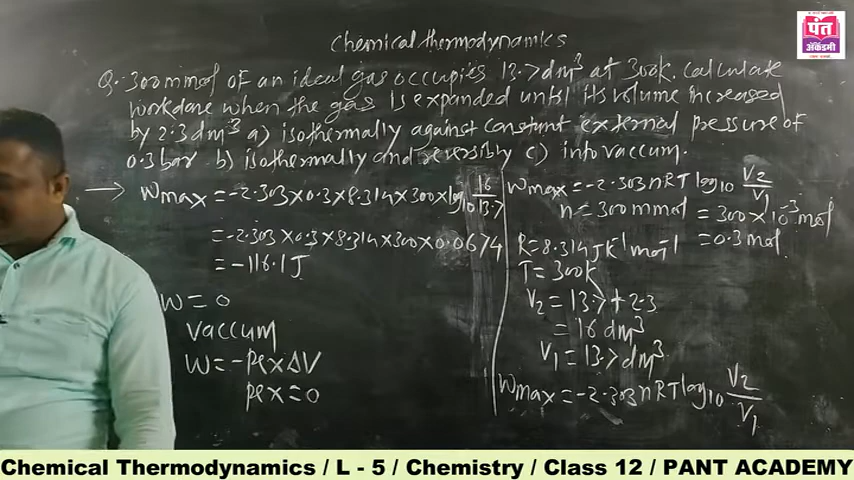 chemical thermodynamics
Q. 300 mmol of an ideal gas occupies 13.7 dm³ at 300k. calculate
workdone when the gas is expanded until its volume increased
by 2.3 dm³ a) isothermally against constant external pressure of
0.3 bar b) isothermally and reversibly c) into vaccum.
→ Wmax = -2.303 × 0.3 × 8.314 × 300 × log₁₀ 16/13.7
= -2.303 × 0.3 × 8.314 × 300 × 0.0674
= -116.1 J
W = 0
vaccum
W = -Pex ΔV
Pex = 0
Wmax = -2.303 nRT log₁₀ V₂/V₁
n = 300 mmol = 300 × 10⁻³ mol
= 0.3 mol.
R = 8.314 JK⁻¹ mol⁻¹
T = 300k
V₂ = 13.7 + 2.3
= 16 dm³
V₁ = 13.7 dm³
Wmax = -2.303 nRT log₁₀ V₂/V₁
पंत
अकॅडमी
Chemical Thermodynamics / L - 5 / Chemistry / Class 12 / PANT ACADEMY